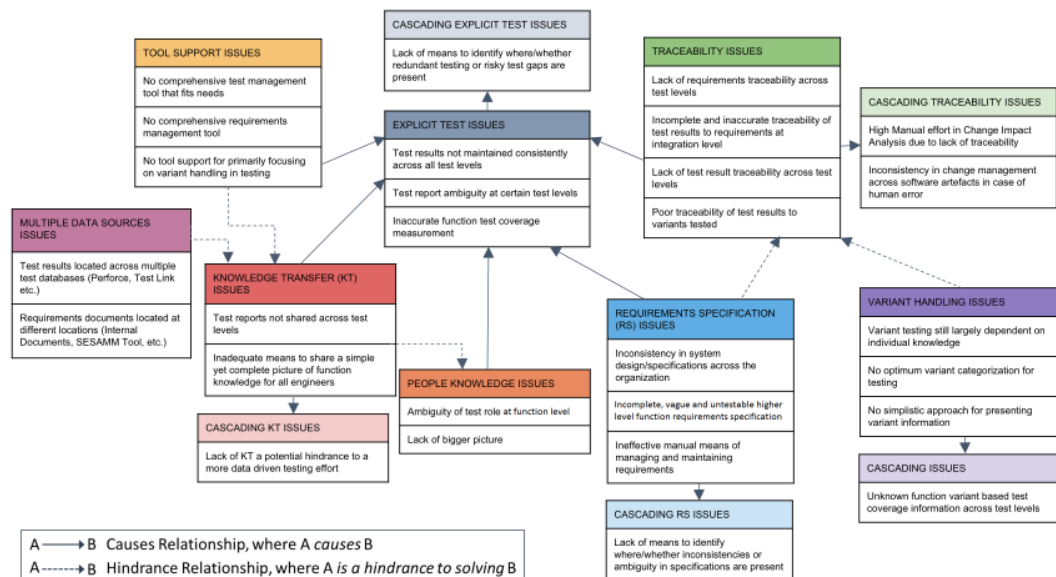 CASCADING EXPLICIT TEST ISSUES
Lack of means to identify where/whether
redundant testing or risky test gaps are
present
TOOL SUPPORT ISSUES
No comprehensive test management
tool that fits needs
No comprehensive requirements
management tool
No tool support for primarily focusing
on variant handling in testing
EXPLICIT TEST ISSUES
Test results not maintained consistently
across all test levels
Test report ambiguity at certain test levels
Inaccurate function test coverage
measurement
TRACEABILITY ISSUES
Lack of requirements traceability across
test levels
Incomplete and inaccurate traceability of
test results to requirements at
integration level
Lack of test result traceability across test
levels
Poor traceability of test results to
variants tested
CASCADING TRACEABILITY ISSUES
High Manual effort in Change Impact
Analysis due to lack of traceability
Inconsistency in change management
across software artefacts in case of
human error
MULTIPLE DATA SOURCES
ISSUES
Test results located across multiple
test databases (Perforce, Test Link
etc.)
Requirements documents located at
different locations (Internal
Documents, SESAMM Tool, etc.)
KNOWLEDGE TRANSFER (KT)
ISSUES
Test reports not shared across test
levels
Inadequate means to share a simple
yet complete picture of function
knowledge for all engineers
CASCADING KT ISSUES
Lack of KT a potential hindrance to a
more data driven testing effort
PEOPLE KNOWLEDGE ISSUES
Ambiguity of test role at function level
Lack of bigger picture
REQUIREMENTS SPECIFICATION
(RS) ISSUES
Inconsistency in system
design/specifications across the
organization
Incomplete, vague and untestable higher
level function requirements specification
Ineffective manual means of
managing and maintaining
requirements
CASCADING RS ISSUES
Lack of means to identify
where/whether inconsistencies or
ambiguity in specifications are present
VARIANT HANDLING ISSUES
Variant testing still largely dependent on
individual knowledge
No optimum variant categorization for
testing
No simplistic approach for presenting
variant information
CASCADING ISSUES
Unknown function variant based test
coverage information across test levels
A B Causes Relationship, where A causes B
A B Hindrance Relationship, where A is a hindrance to solving B